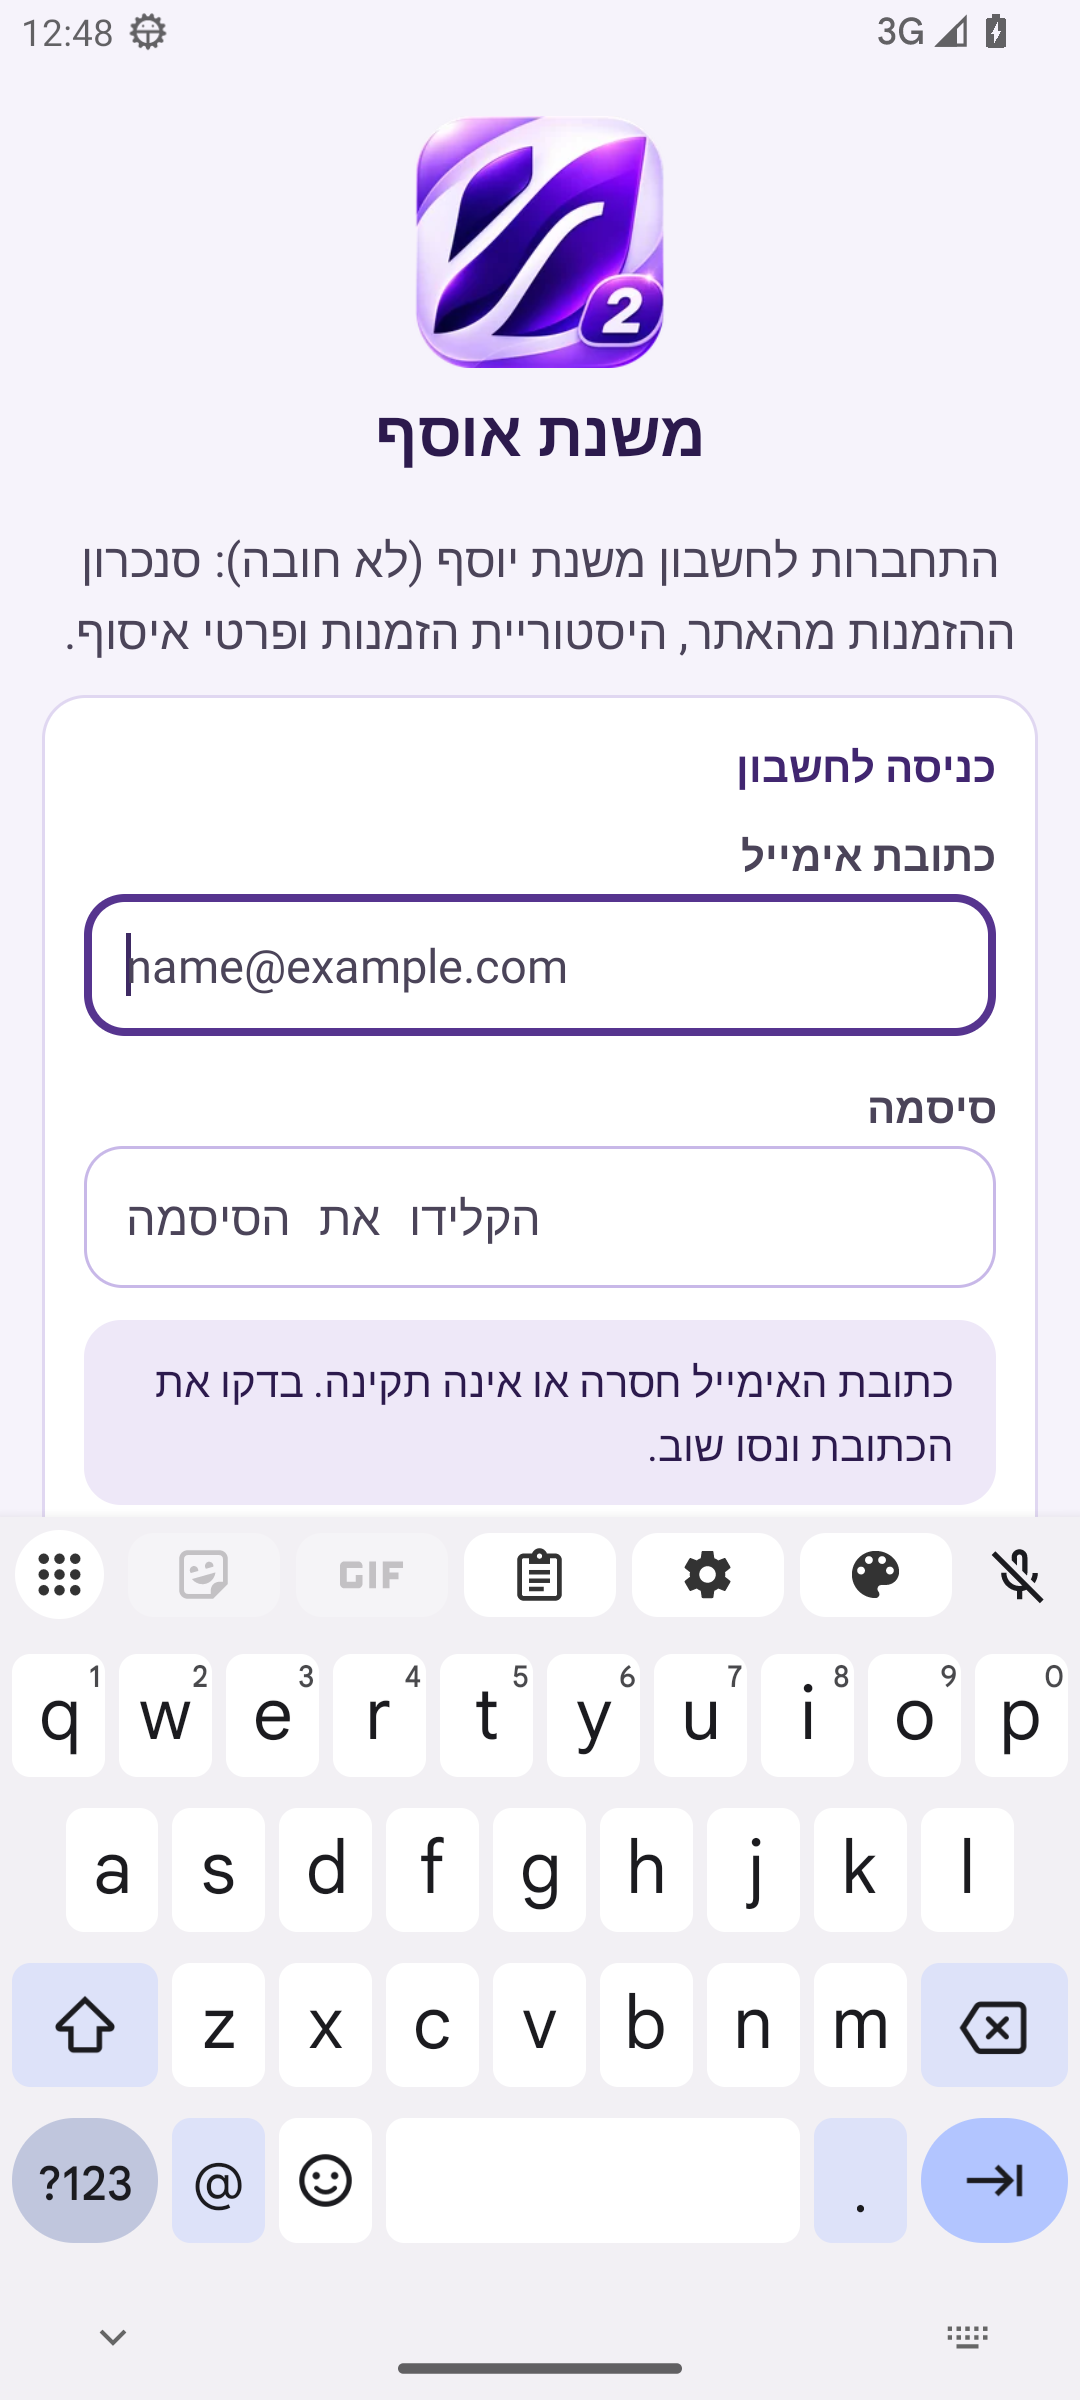 12:48
3G
2
משנת אוסף
התחברות לחשבון משנת יוסף (לא חובה): סנכרון
ההזמנות מהאתר, היסטוריית הזמנות ופרטי איסוף.
כניסה לחשבון
כתובת אימייל
name@example.com
סיסמה
הקלידו את הסיסמה
כתובת האימייל חסרה או אינה תקינה. בדקו את
הכתובת ונסו שוב.
GIF
1 2 3 4 5 6 7 8 9 0
q w e r t y u i o p
a s d f g h j k l
z x c v b n m
?123 @ .